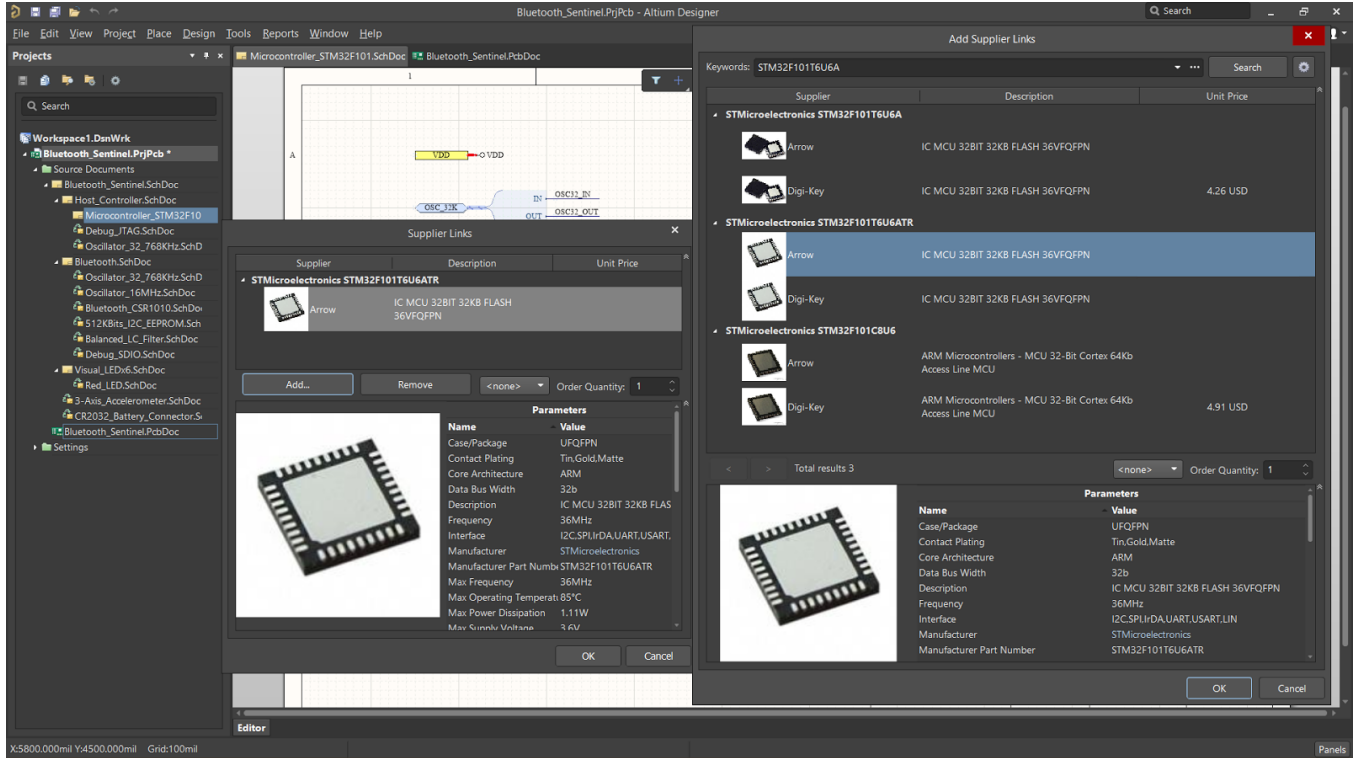 Bluetooth_Sentinel.PrjPcb - Altium Designer
Search
File Edit View Project Place Design Tools Reports Window Help
Projects
Search
Workspace1.DsnWrk
Bluetooth_Sentinel.PrjPcb *
Source Documents
Bluetooth_Sentinel.SchDoc
Host_Controller.SchDoc
Microcontroller_STM32F10
Debug_JTAG.SchDoc
Oscillator_32_768KHz.SchD
Bluetooth.SchDoc
Oscillator_32_768KHz.SchD
Oscillator_16MHz.SchDoc
Bluetooth_CSR1010.SchDo
512KBits_I2C_EEPROM.Sch
Balanced_LC_Filter.SchDoc
Debug_SDIO.SchDoc
Visual_LEDx6.SchDoc
Red_LED.SchDoc
3-Axis_Accelerometer.SchDoc
CR2032_Battery_Connector.S
Bluetooth_Sentinel.PcbDoc
Settings
Microcontroller_STM32F101.SchDoc Bluetooth_Sentinel.PcbDoc
1
A
VDD VDD
OSC_32K
IN OSC32_IN
OUT OSC32_OUT
Supplier Links
Supplier Description Unit Price
STMicroelectronics STM32F101T6U6ATR
Arrow IC MCU 32BIT 32KB FLASH
36VFQFPN
Add... Remove <none> Order Quantity: 1
Parameters
Name Value
Case/Package UFQFPN
Contact Plating Tin,Gold,Matte
Core Architecture ARM
Data Bus Width 32b
Description IC MCU 32BIT 32KB FLAS
Frequency 36MHz
Interface I2C,SPI,IrDA,UART,USART,
Manufacturer STMicroelectronics
Manufacturer Part Numb STM32F101T6U6ATR
Max Frequency 36MHz
Max Operating Temperat 85°C
Max Power Dissipation 1.11W
Max Supply Voltage 3.6V
OK Cancel
Add Supplier Links
Keywords: STM32F101T6U6A Search
Supplier Description Unit Price
STMicroelectronics STM32F101T6U6A
Arrow IC MCU 32BIT 32KB FLASH 36VFQFPN
Digi-Key IC MCU 32BIT 32KB FLASH 36VFQFPN 4.26 USD
STMicroelectronics STM32F101T6U6ATR
Arrow IC MCU 32BIT 32KB FLASH 36VFQFPN
Digi-Key IC MCU 32BIT 32KB FLASH 36VFQFPN
STMicroelectronics STM32F101C8U6
Arrow ARM Microcontrollers - MCU 32-Bit Cortex 64Kb
Access Line MCU
Digi-Key ARM Microcontrollers - MCU 32-Bit Cortex 64Kb
Access Line MCU 4.91 USD
< > Total results 3 <none> Order Quantity: 1
Parameters
Name Value
Case/Package UFQFPN
Contact Plating Tin,Gold,Matte
Core Architecture ARM
Data Bus Width 32b
Description IC MCU 32BIT 32KB FLASH 36VFQFPN
Frequency 36MHz
Interface I2C,SPI,IrDA,UART,USART,LIN
Manufacturer STMicroelectronics
Manufacturer Part Number STM32F101T6U6ATR
OK Cancel
Editor
X:5800.000mil Y:4500.000mil Grid:100mil
Panels